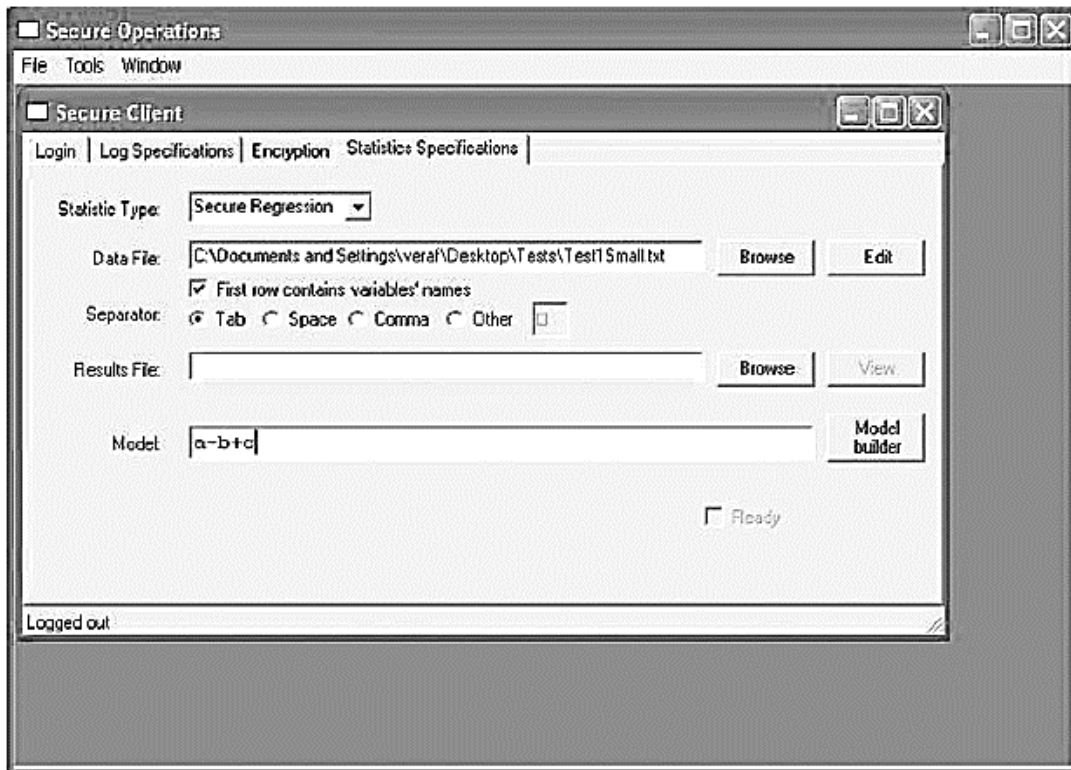 Secure Operations
File Tools Window
Secure Client
Login Log Specifications Encryption Statistics Specifications
Statistic Type: Secure Regression
Data File: C:\Documents and Settings\veraf\Desktop\Tests\Test1Small.txt Browse Edit
First row contains variables' names
Separator: Tab Space Comma Other
Results File: Browse View
Model: a~b+c Model builder
Ready
Logged out